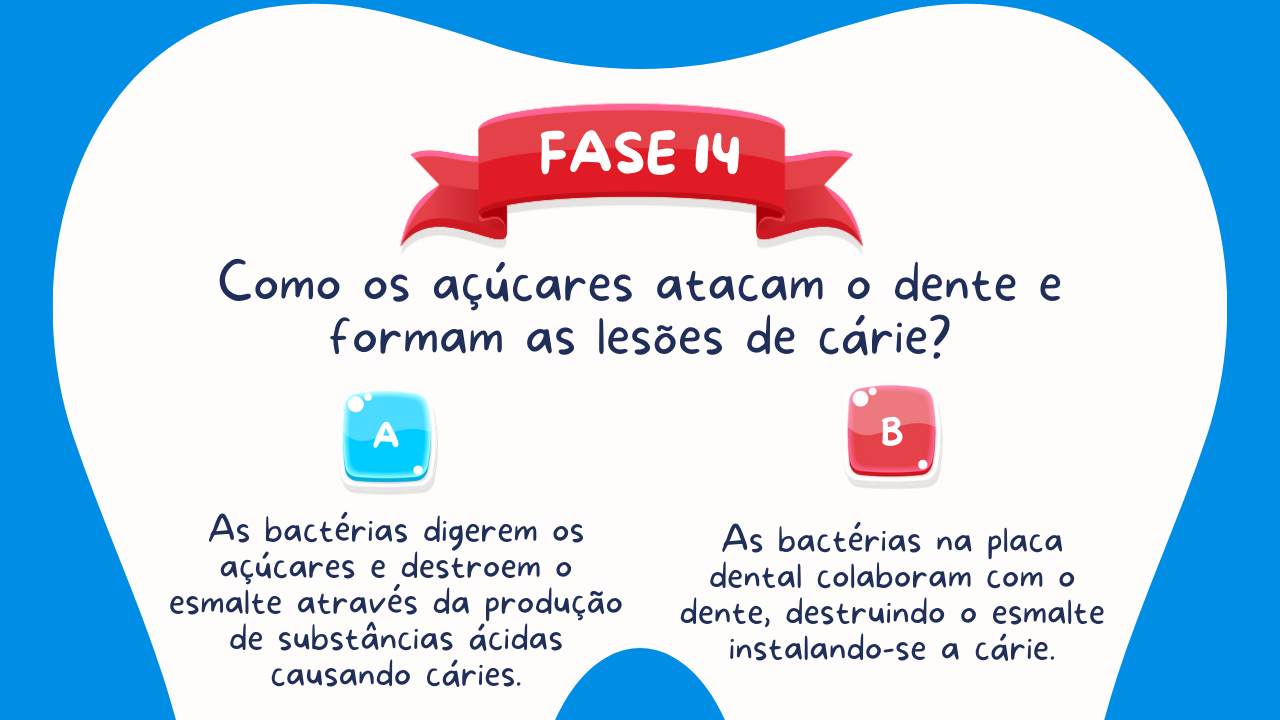 FASE 14
Como os açúcares atacam o dente e
formam as lesões de cárie?
A
As bactérias digerem os
açúcares e destroem o
esmalte através da produção
de substâncias ácidas
causando cáries.
B
As bactérias na placa
dental colaboram com o
dente, destruindo o esmalte
instalando-se a cárie.